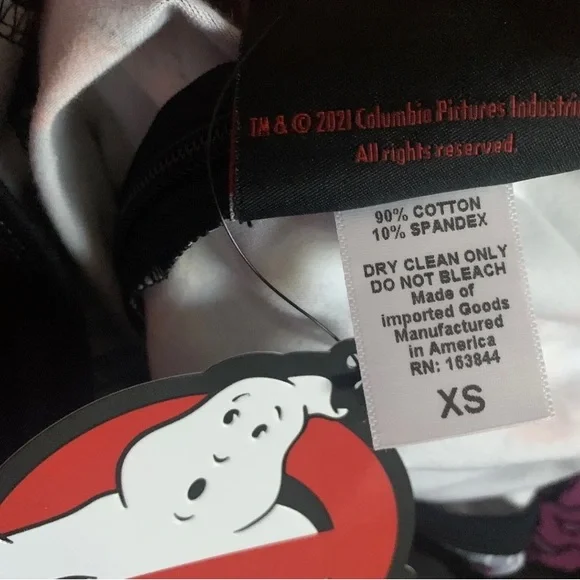 TM & © 2021 Columbia Pictures Industri
All rights reserved.
90% COTTON
10% SPANDEX
DRY CLEAN ONLY
DO NOT BLEACH
Made of
imported Goods
Manufactured
in America
RN: 163844
XS